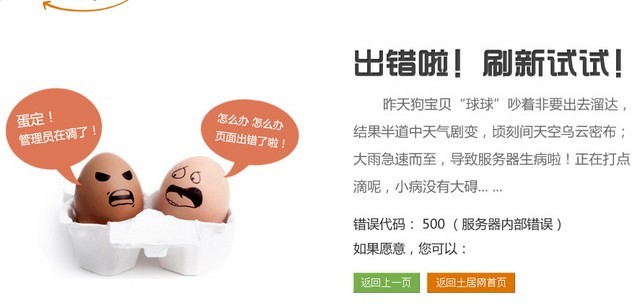 出错啦！刷新试试！
蛋定！
管理员在调了！
怎么办 怎么办
页面出错了啦！
昨天狗宝贝“球球”吵着非要出去溜达，
结果半道中天气剧变，顷刻间天空乌云密布；
大雨急速而至，导致服务器生病啦！正在打点
滴呢，小病没有大碍... ...
错误代码： 500 （ 服务器内部错误 ）
如果愿意，您可以：
返回上一页
返回土居网首页